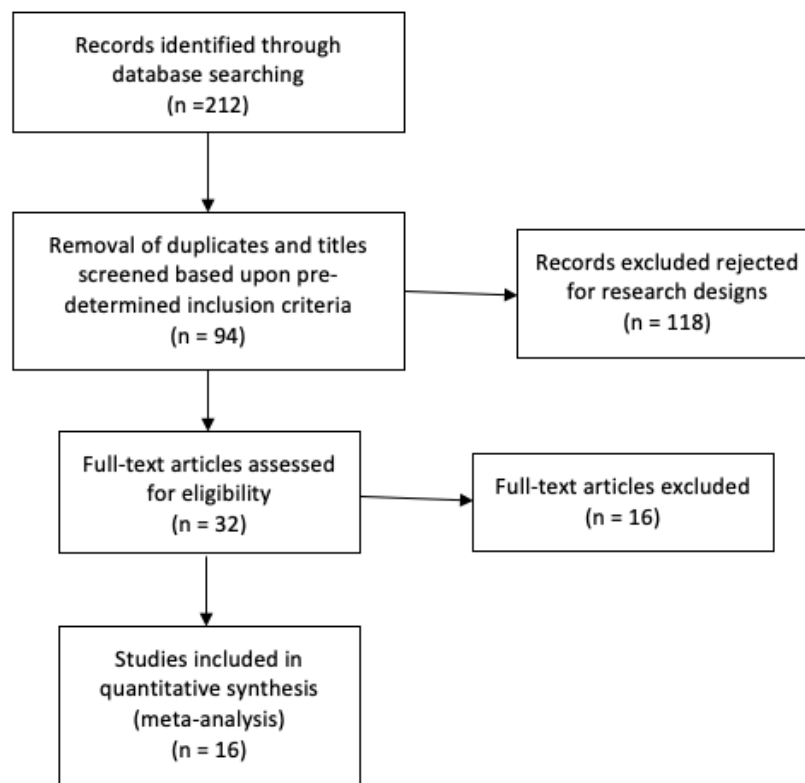 Records identified through
database searching
(n =212)
Removal of duplicates and titles
screened based upon pre-
determined inclusion criteria
(n = 94)
Records excluded rejected
for research designs
(n = 118)
Full-text articles assessed
for eligibility
(n = 32)
Full-text articles excluded
(n = 16)
Studies included in
quantitative synthesis
(meta-analysis)
(n = 16)